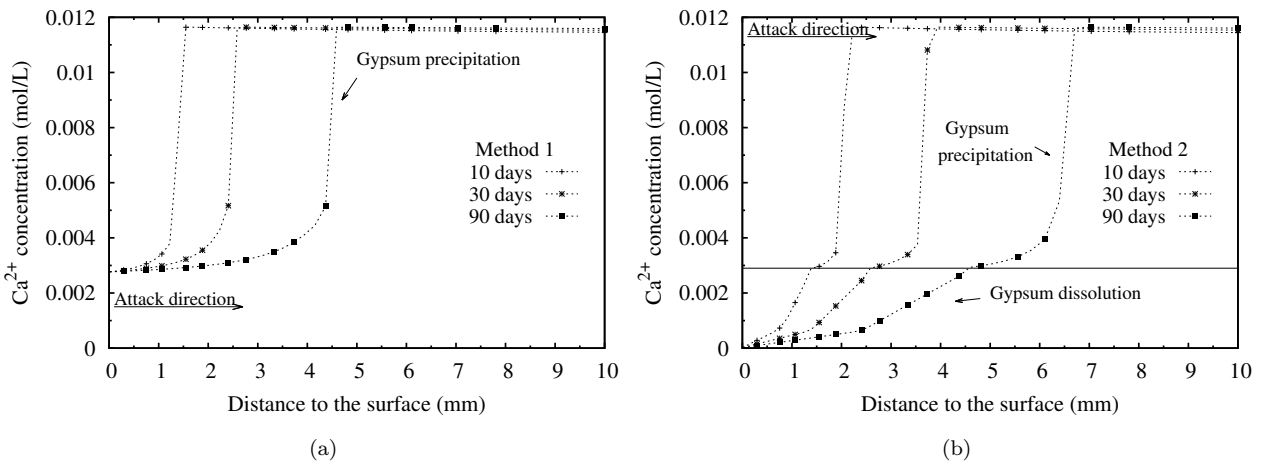 0.012
0.01
0.008
0.006
0.004
0.002
0
Ca2+ concentration (mol/L)
Gypsum precipitation
Method 1
10 days
30 days
90 days
Attack direction
0 1 2 3 4 5 6 7 8 9 10
Distance to the surface (mm)
(a)
0.012
0.01
0.008
0.006
0.004
0.002
0
Ca2+ concentration (mol/L)
Attack direction
Gypsum
precipitation
Method 2
10 days
30 days
90 days
Gypsum dissolution
0 1 2 3 4 5 6 7 8 9 10
Distance to the surface (mm)
(b)